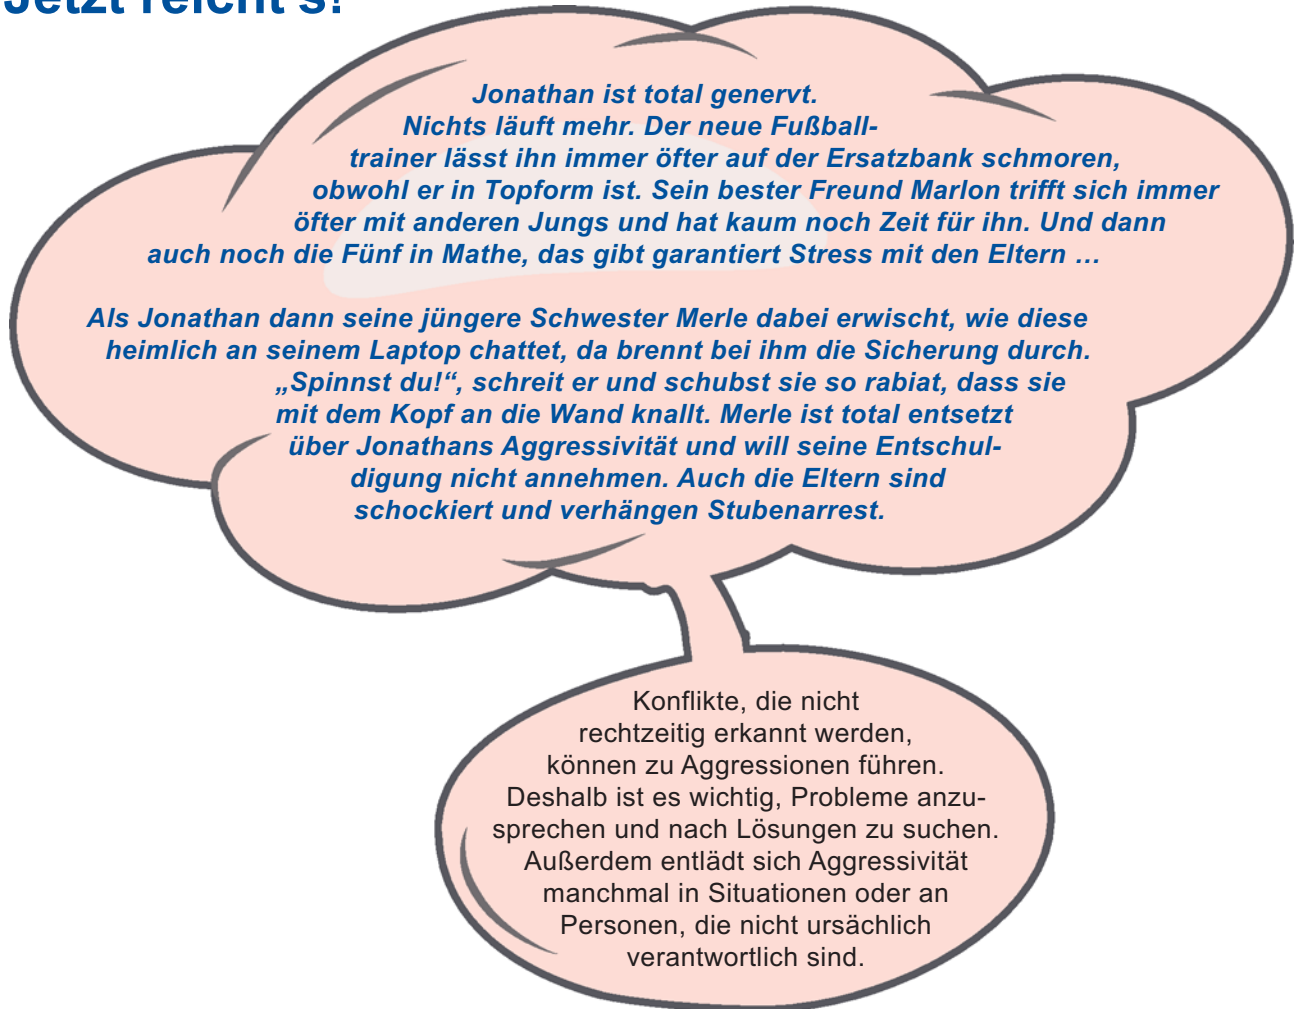 Jetzt reicht's!
Jonathan ist total genervt.
Nichts läuft mehr. Der neue Fußball-
trainer lässt ihn immer öfter auf der Ersatzbank schmoren,
obwohl er in Topform ist. Sein bester Freund Marlon trifft sich immer
öfter mit anderen Jungs und hat kaum noch Zeit für ihn. Und dann
auch noch die Fünf in Mathe, das gibt garantiert Stress mit den Eltern …
Als Jonathan dann seine jüngere Schwester Merle dabei erwischt, wie diese
heimlich an seinem Laptop chattet, da brennt bei ihm die Sicherung durch.
„Spinnst du!“, schreit er und schubst sie so rabiat, dass sie
mit dem Kopf an die Wand knallt. Merle ist total entsetzt
über Jonathans Aggressivität und will seine Entschul-
digung nicht annehmen. Auch die Eltern sind
schockiert und verhängen Stubenarrest.
Konflikte, die nicht
rechtzeitig erkannt werden,
können zu Aggressionen führen.
Deshalb ist es wichtig, Probleme anzu-
sprechen und nach Lösungen zu suchen.
Außerdem entlädt sich Aggressivität
manchmal in Situationen oder an
Personen, die nicht ursächlich
verantwortlich sind.